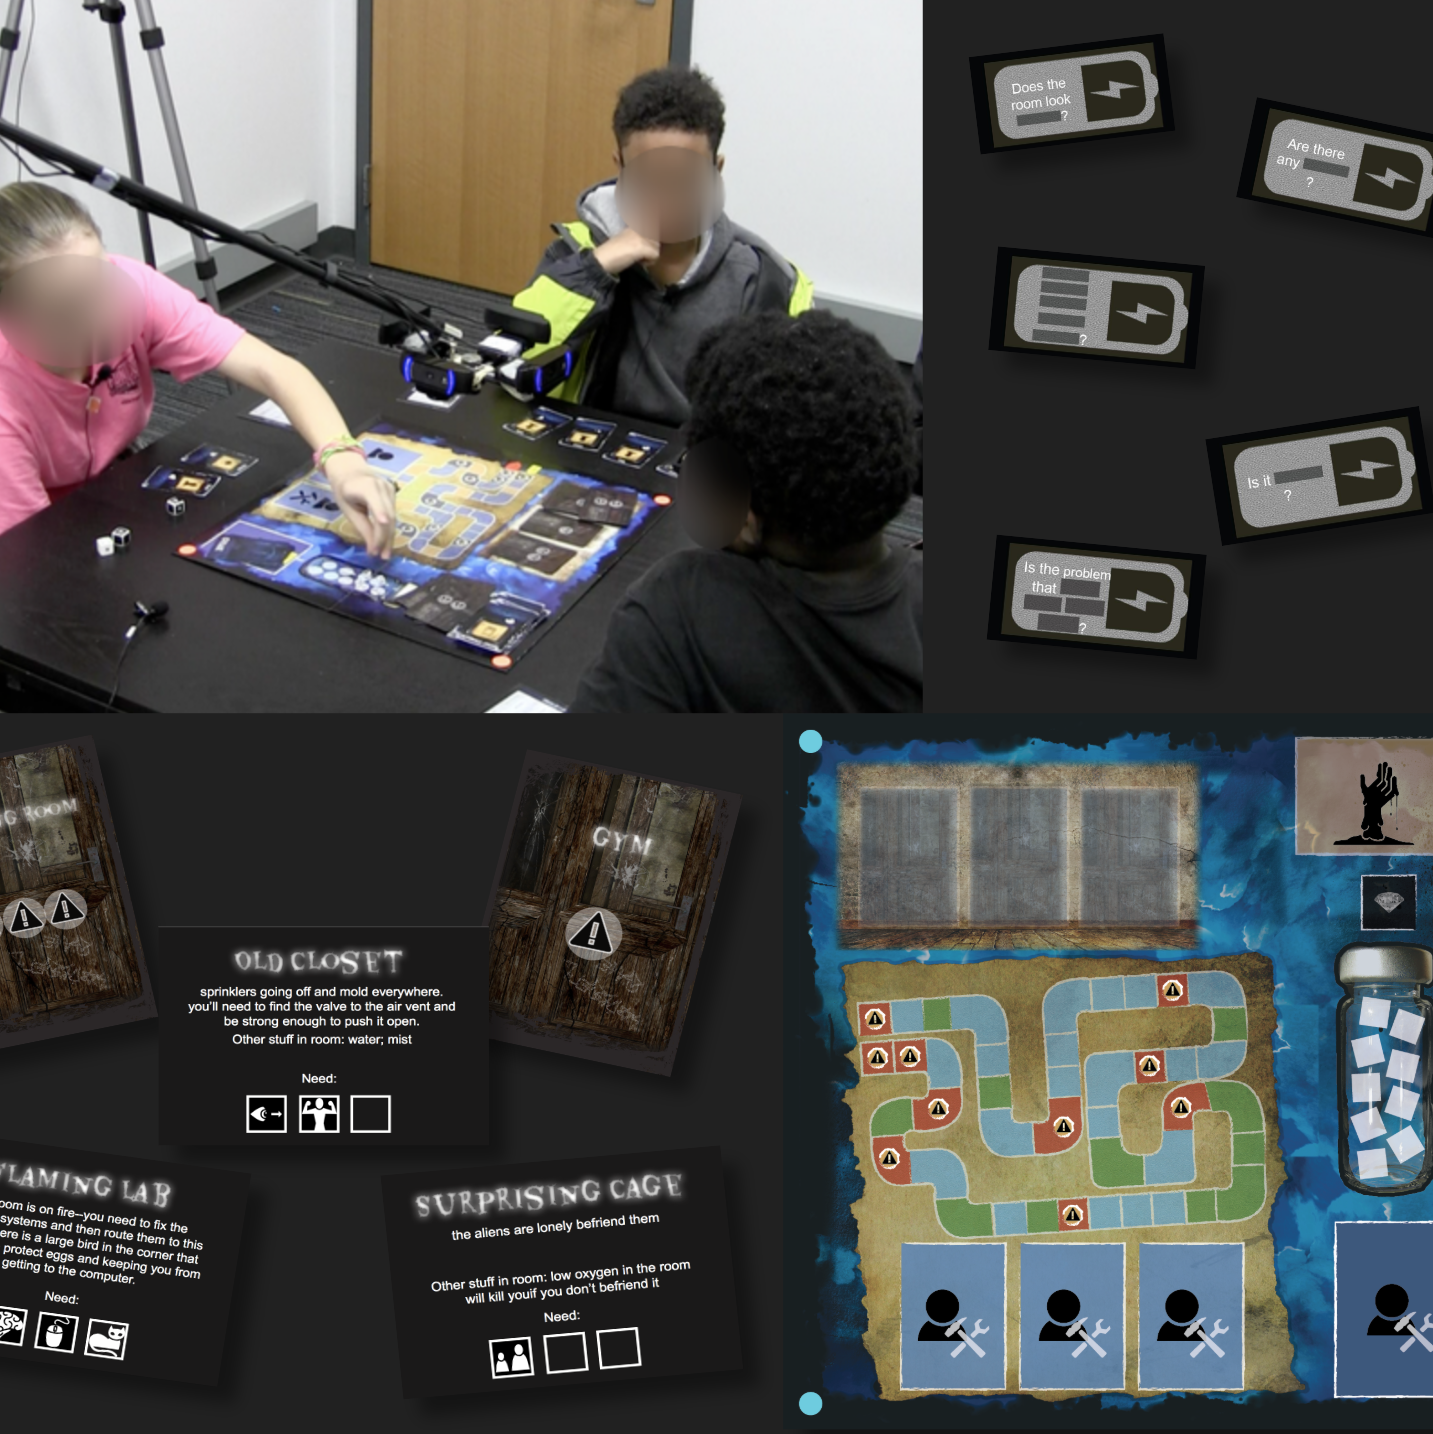 Does the
room look
?
Are there
any
?
?
Is it
?
Is the problem
that
?
G ROOM
GYM
OLD CLOSET
sprinklers going off and mold everywhere.
you'll need to find the valve to the air vent and
be strong enough to push it open.
Other stuff in room: water; mist
Need:
FLAMING LAB
oom is on fire–you need to fix the
systems and then route them to this
ere is a large bird in the corner that
protect eggs and keeping you from
getting to the computer.
Need:
SURPRISING CAGE
the aliens are lonely befriend them
Other stuff in room: low oxygen in the room
will kill youif you don't befriend it
Need: